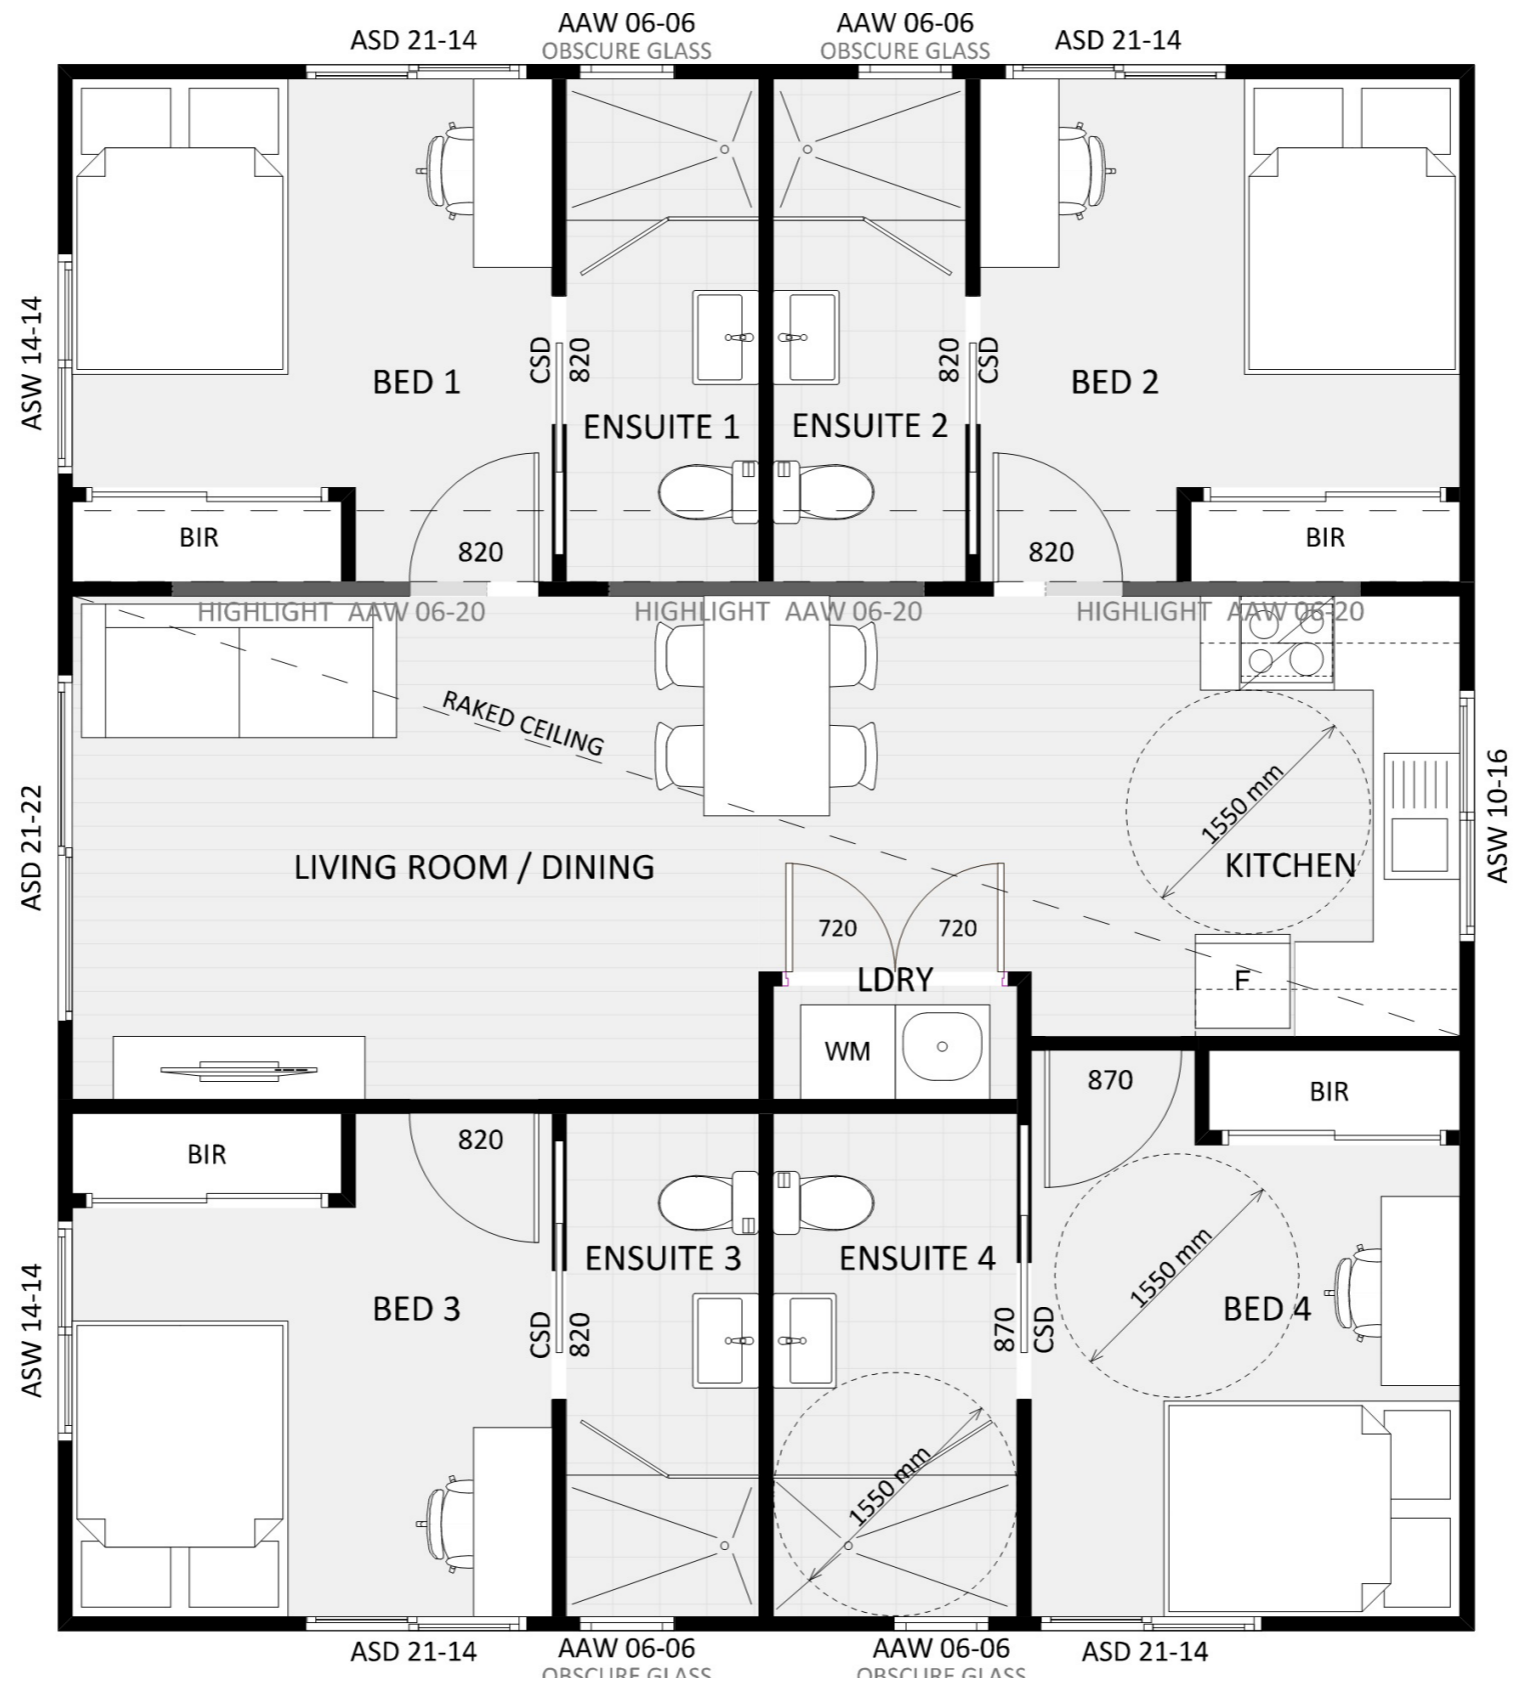 AAW 06-06
AAW 06-06
ASD 21-14
OBSCURE GLASS
OBSCURE GLASS
ASD 21-14
ASW 14-14
BED 1
CSD
820
820
CSD
BED 2
ENSUITE 1
ENSUITE 2
BIR
820
820
BIR
HIGHLIGHT AAW 06-20
HIGHLIGHT AAW 06-20
HIGHLIGHT AAW 06-20
RAKED CEILING
ASD 21-22
1550 mm
ASW 10-16
LIVING ROOM / DINING
KITCHEN
720
720
LDRY
F
WM
870
BIR
820
BIR
ENSUITE 3
ENSUITE 4
1550 mm
ASW 14-14
BED 3
CSD
820
870
CSD
BED 4
1550 mm
ASD 21-14
AAW 06-06
AAW 06-06
ASD 21-14
OBSCURE GLASS
OBSCURE GLASS